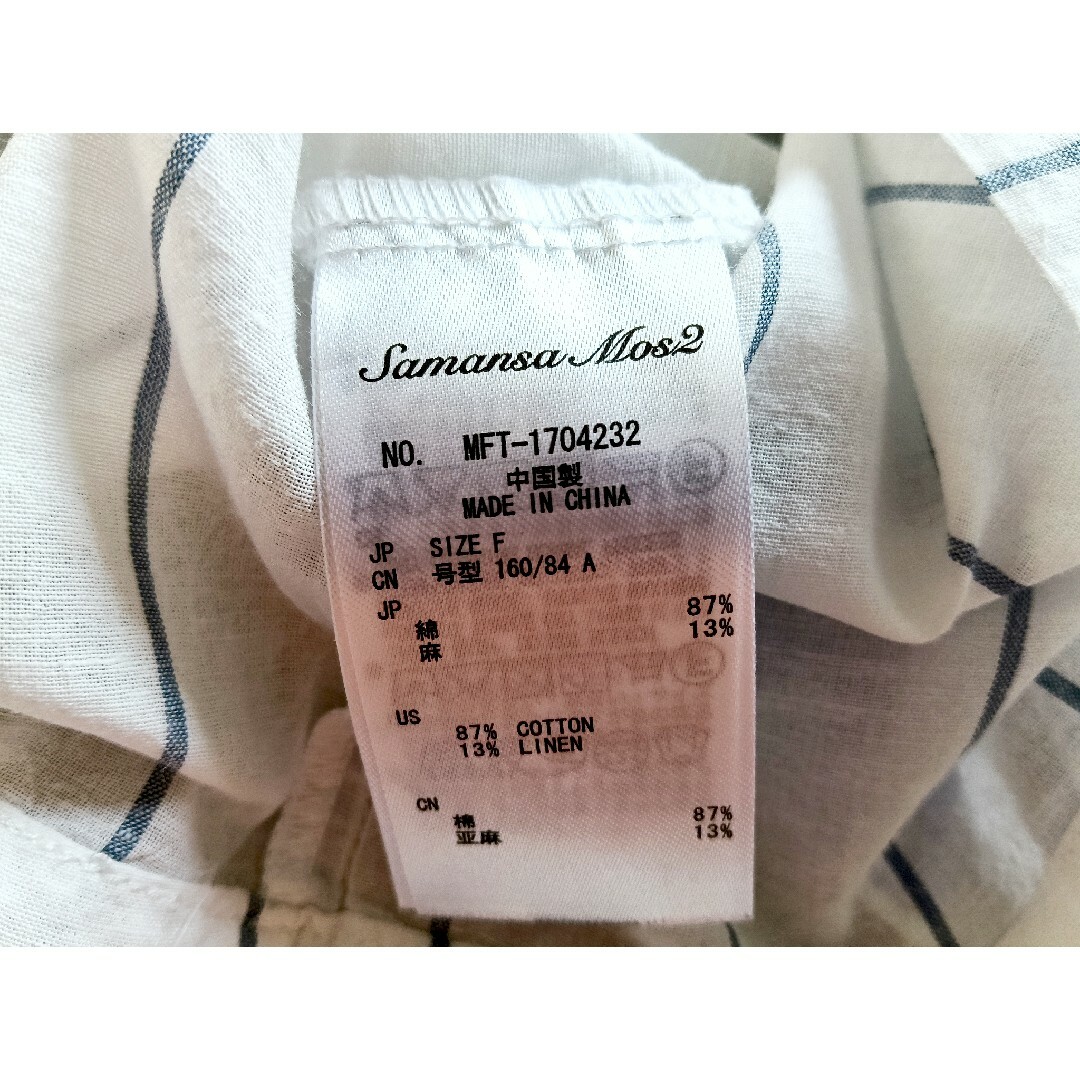 Samansa Mos2
NO. MFT-1704232
中国製
MADE IN CHINA
JP SIZE F
CN 号型 160/84 A
JP
綿 87%
麻 13%
US
87% COTTON
13% LINEN
CN
棉 87%
亚麻 13%